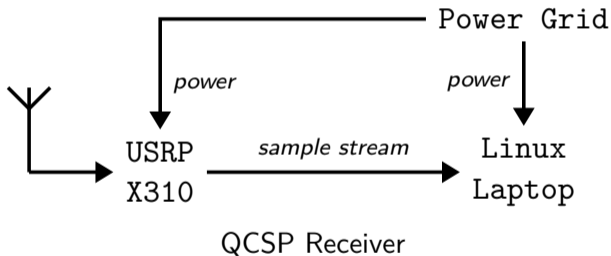 Power Grid
power
power
USRP
X310
sample stream
Linux
Laptop
QCSP Receiver